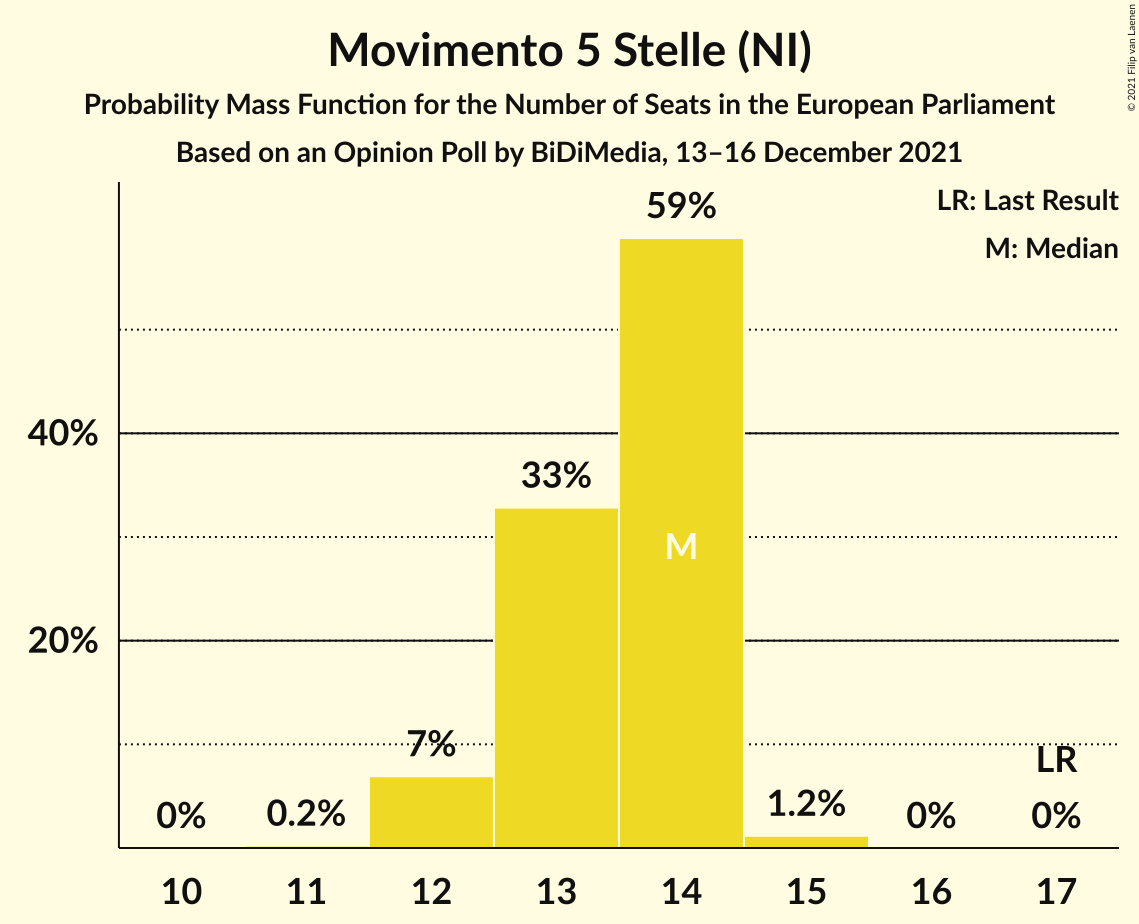 Movimento 5 Stelle (NI)
Probability Mass Function for the Number of Seats in the European Parliament
Based on an Opinion Poll by BiDiMedia, 13–16 December 2021
© 2021 Filip van Laenen
LR: Last Result
M: Median
59%
40%
33%
M
20%
7%
LR
0%
0.2%
1.2%
0%
0%
10 11 12 13 14 15 16 17